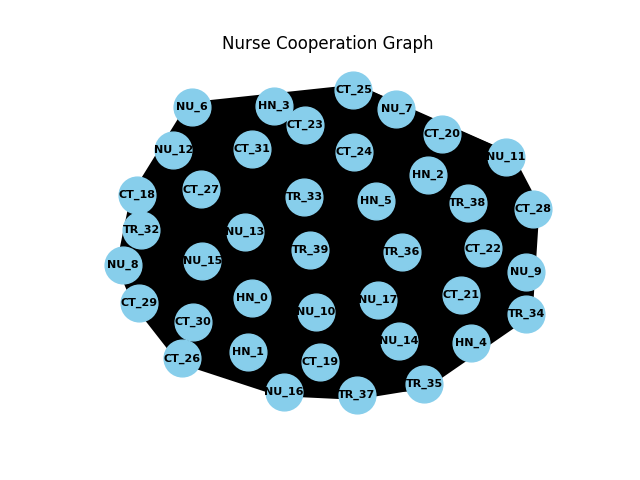 Nurse Cooperation Graph
CT_25
NU_6
HN_3
NU_7
CT_23
CT_20
NU_12
CT_31
CT_24
NU_11
HN_2
CT_27
CT_18
TR_33
HN_5
TR_38
CT_28
TR_32
NU_13
TR_39
TR_36
CT_22
NU_8
NU_15
NU_9
CT_29
HN_0
NU_17
CT_21
NU_10
TR_34
CT_30
NU_14
HN_4
CT_26
HN_1
CT_19
TR_35
NU_16
TR_37